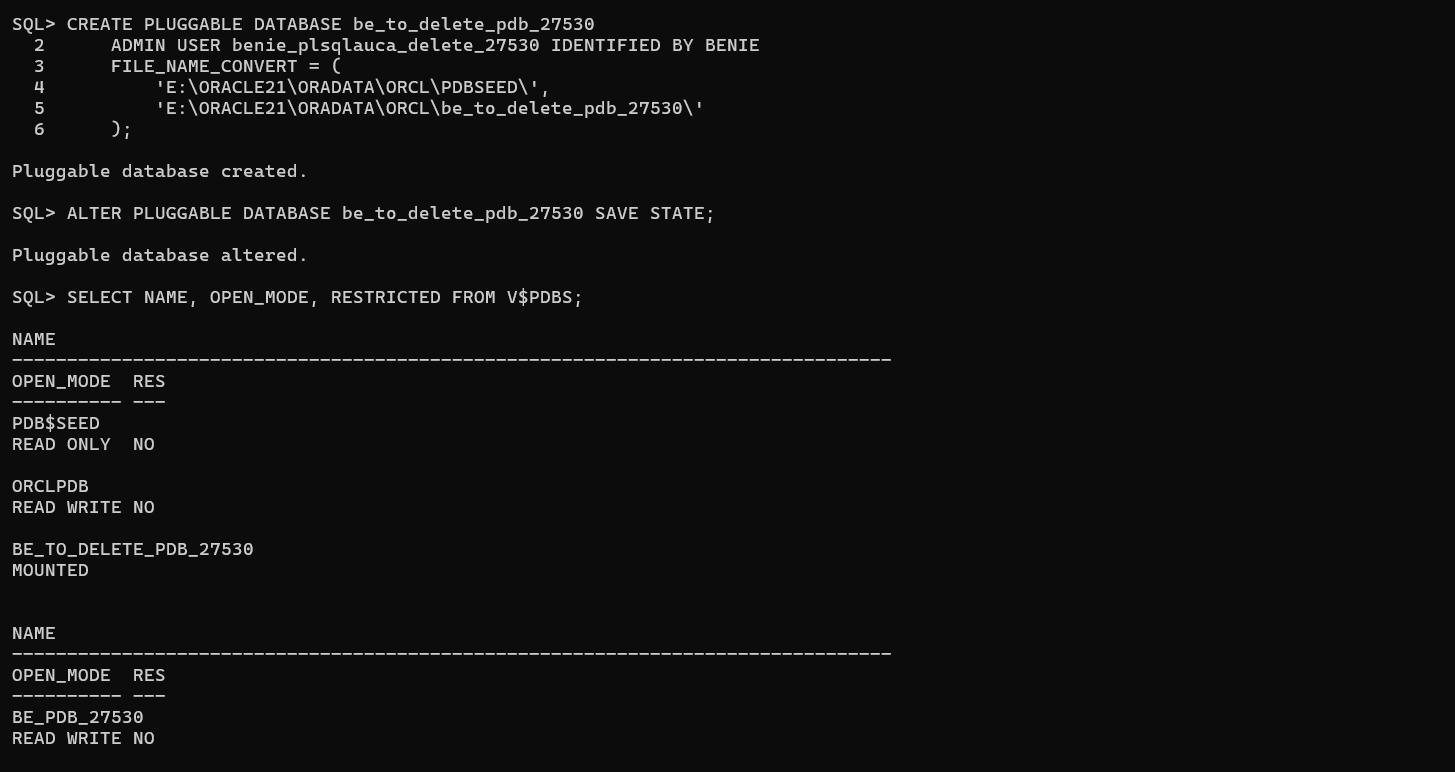 SQL> CREATE PLUGGABLE DATABASE be_to_delete_pdb_27530
  2      ADMIN USER benie_plsqlauca_delete_27530 IDENTIFIED BY BENIE
  3      FILE_NAME_CONVERT = (
  4          'E:\ORACLE21\ORADATA\ORCL\PDBSEED\',
  5          'E:\ORACLE21\ORADATA\ORCL\be_to_delete_pdb_27530\'
  6      );
Pluggable database created.
SQL> ALTER PLUGGABLE DATABASE be_to_delete_pdb_27530 SAVE STATE;
Pluggable database altered.
SQL> SELECT NAME, OPEN_MODE, RESTRICTED FROM V$PDBS;
NAME
--------------------------------------------------------------------------------
OPEN_MODE  RES
---------- ---
PDB$SEED
READ ONLY  NO
ORCLPDB
READ WRITE NO
BE_TO_DELETE_PDB_27530
MOUNTED
NAME
--------------------------------------------------------------------------------
OPEN_MODE  RES
---------- ---
BE_PDB_27530
READ WRITE NO